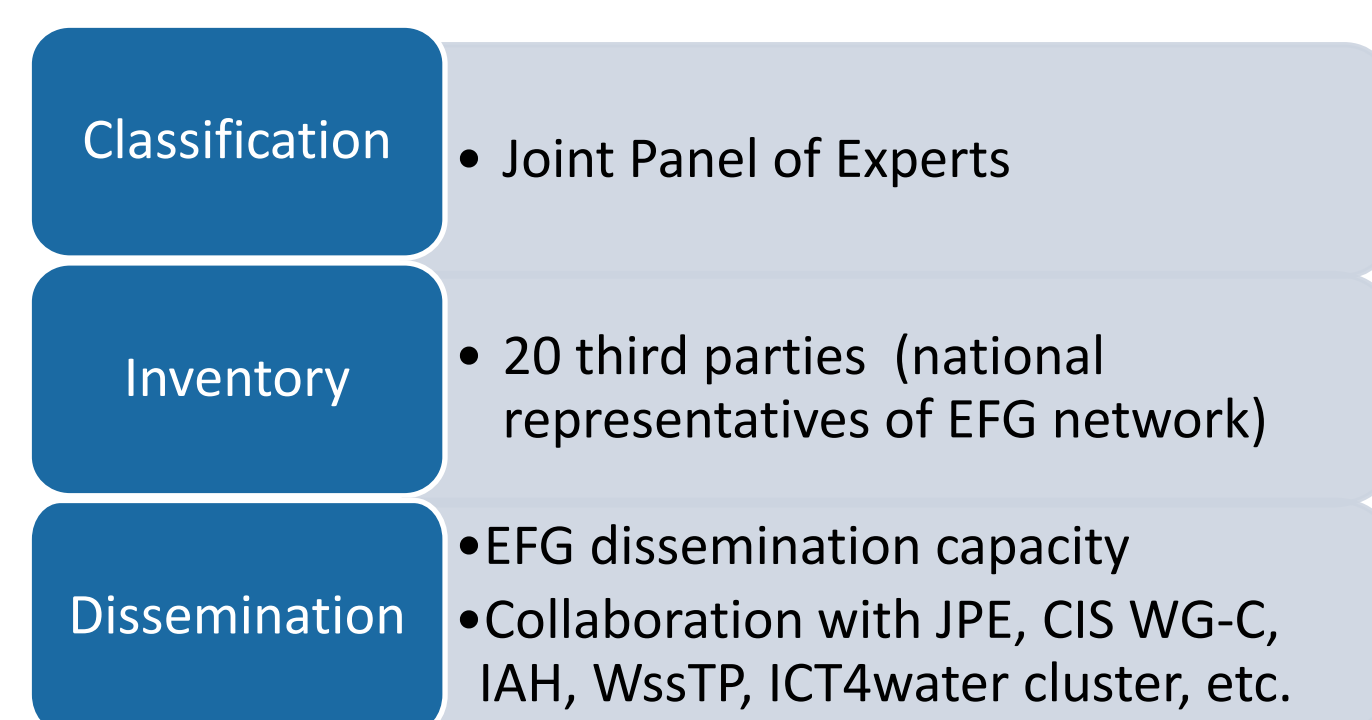 Classification
• Joint Panel of Experts
Inventory
• 20 third parties (national
representatives of EFG network)
Dissemination
•EFG dissemination capacity
•Collaboration with JPE, CIS WG-C,
IAH, WssTP, ICT4water cluster, etc.